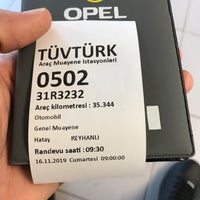 OPEL
TÜVTÜRK
Araç Muayene İstasyonları
0502
31R3232
Araç kilometresi : 35.344
Otomobil
Genel Muayene
Hatay REYHANLI
Randevu saati : 09:30
16.11.2019 Cumartesi 09:00:00